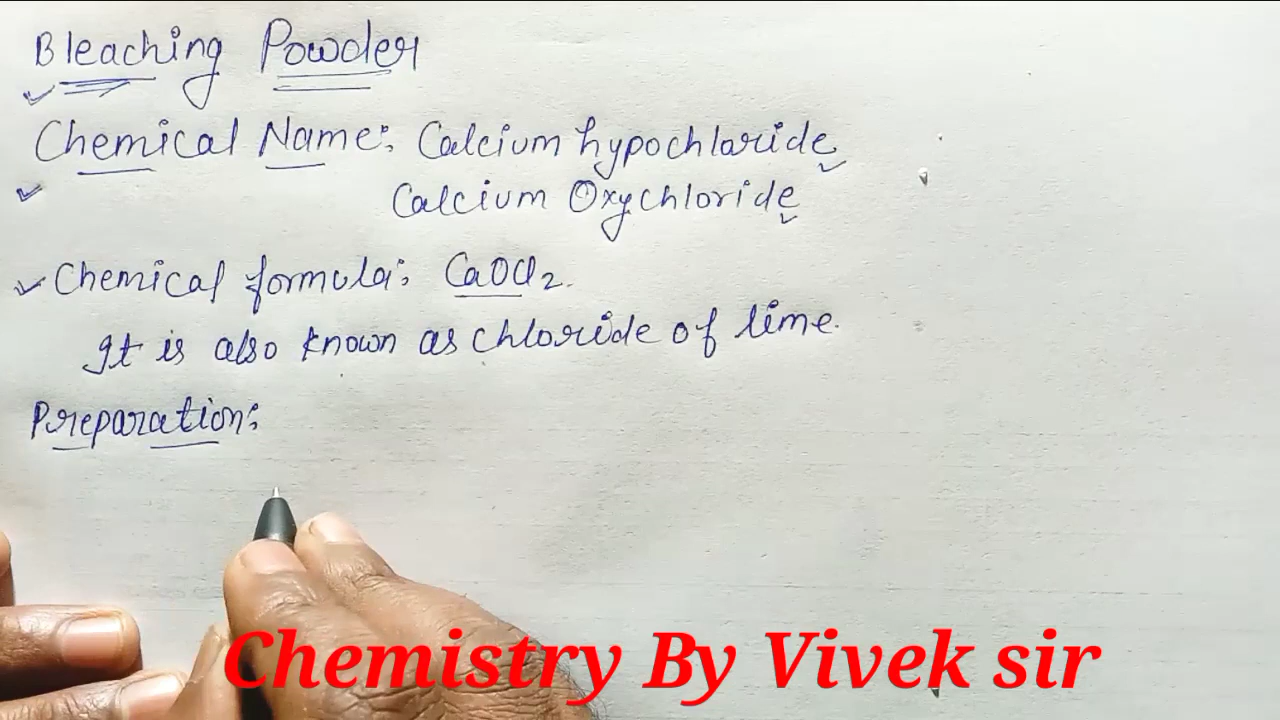 Bleaching Powder
Chemical Name: Calcium hypochloride
Calcium Oxychloride
Chemical formula: CaOCl2.
It is also known as chloride of lime.
Preparation:
Chemistry By Vivek sir